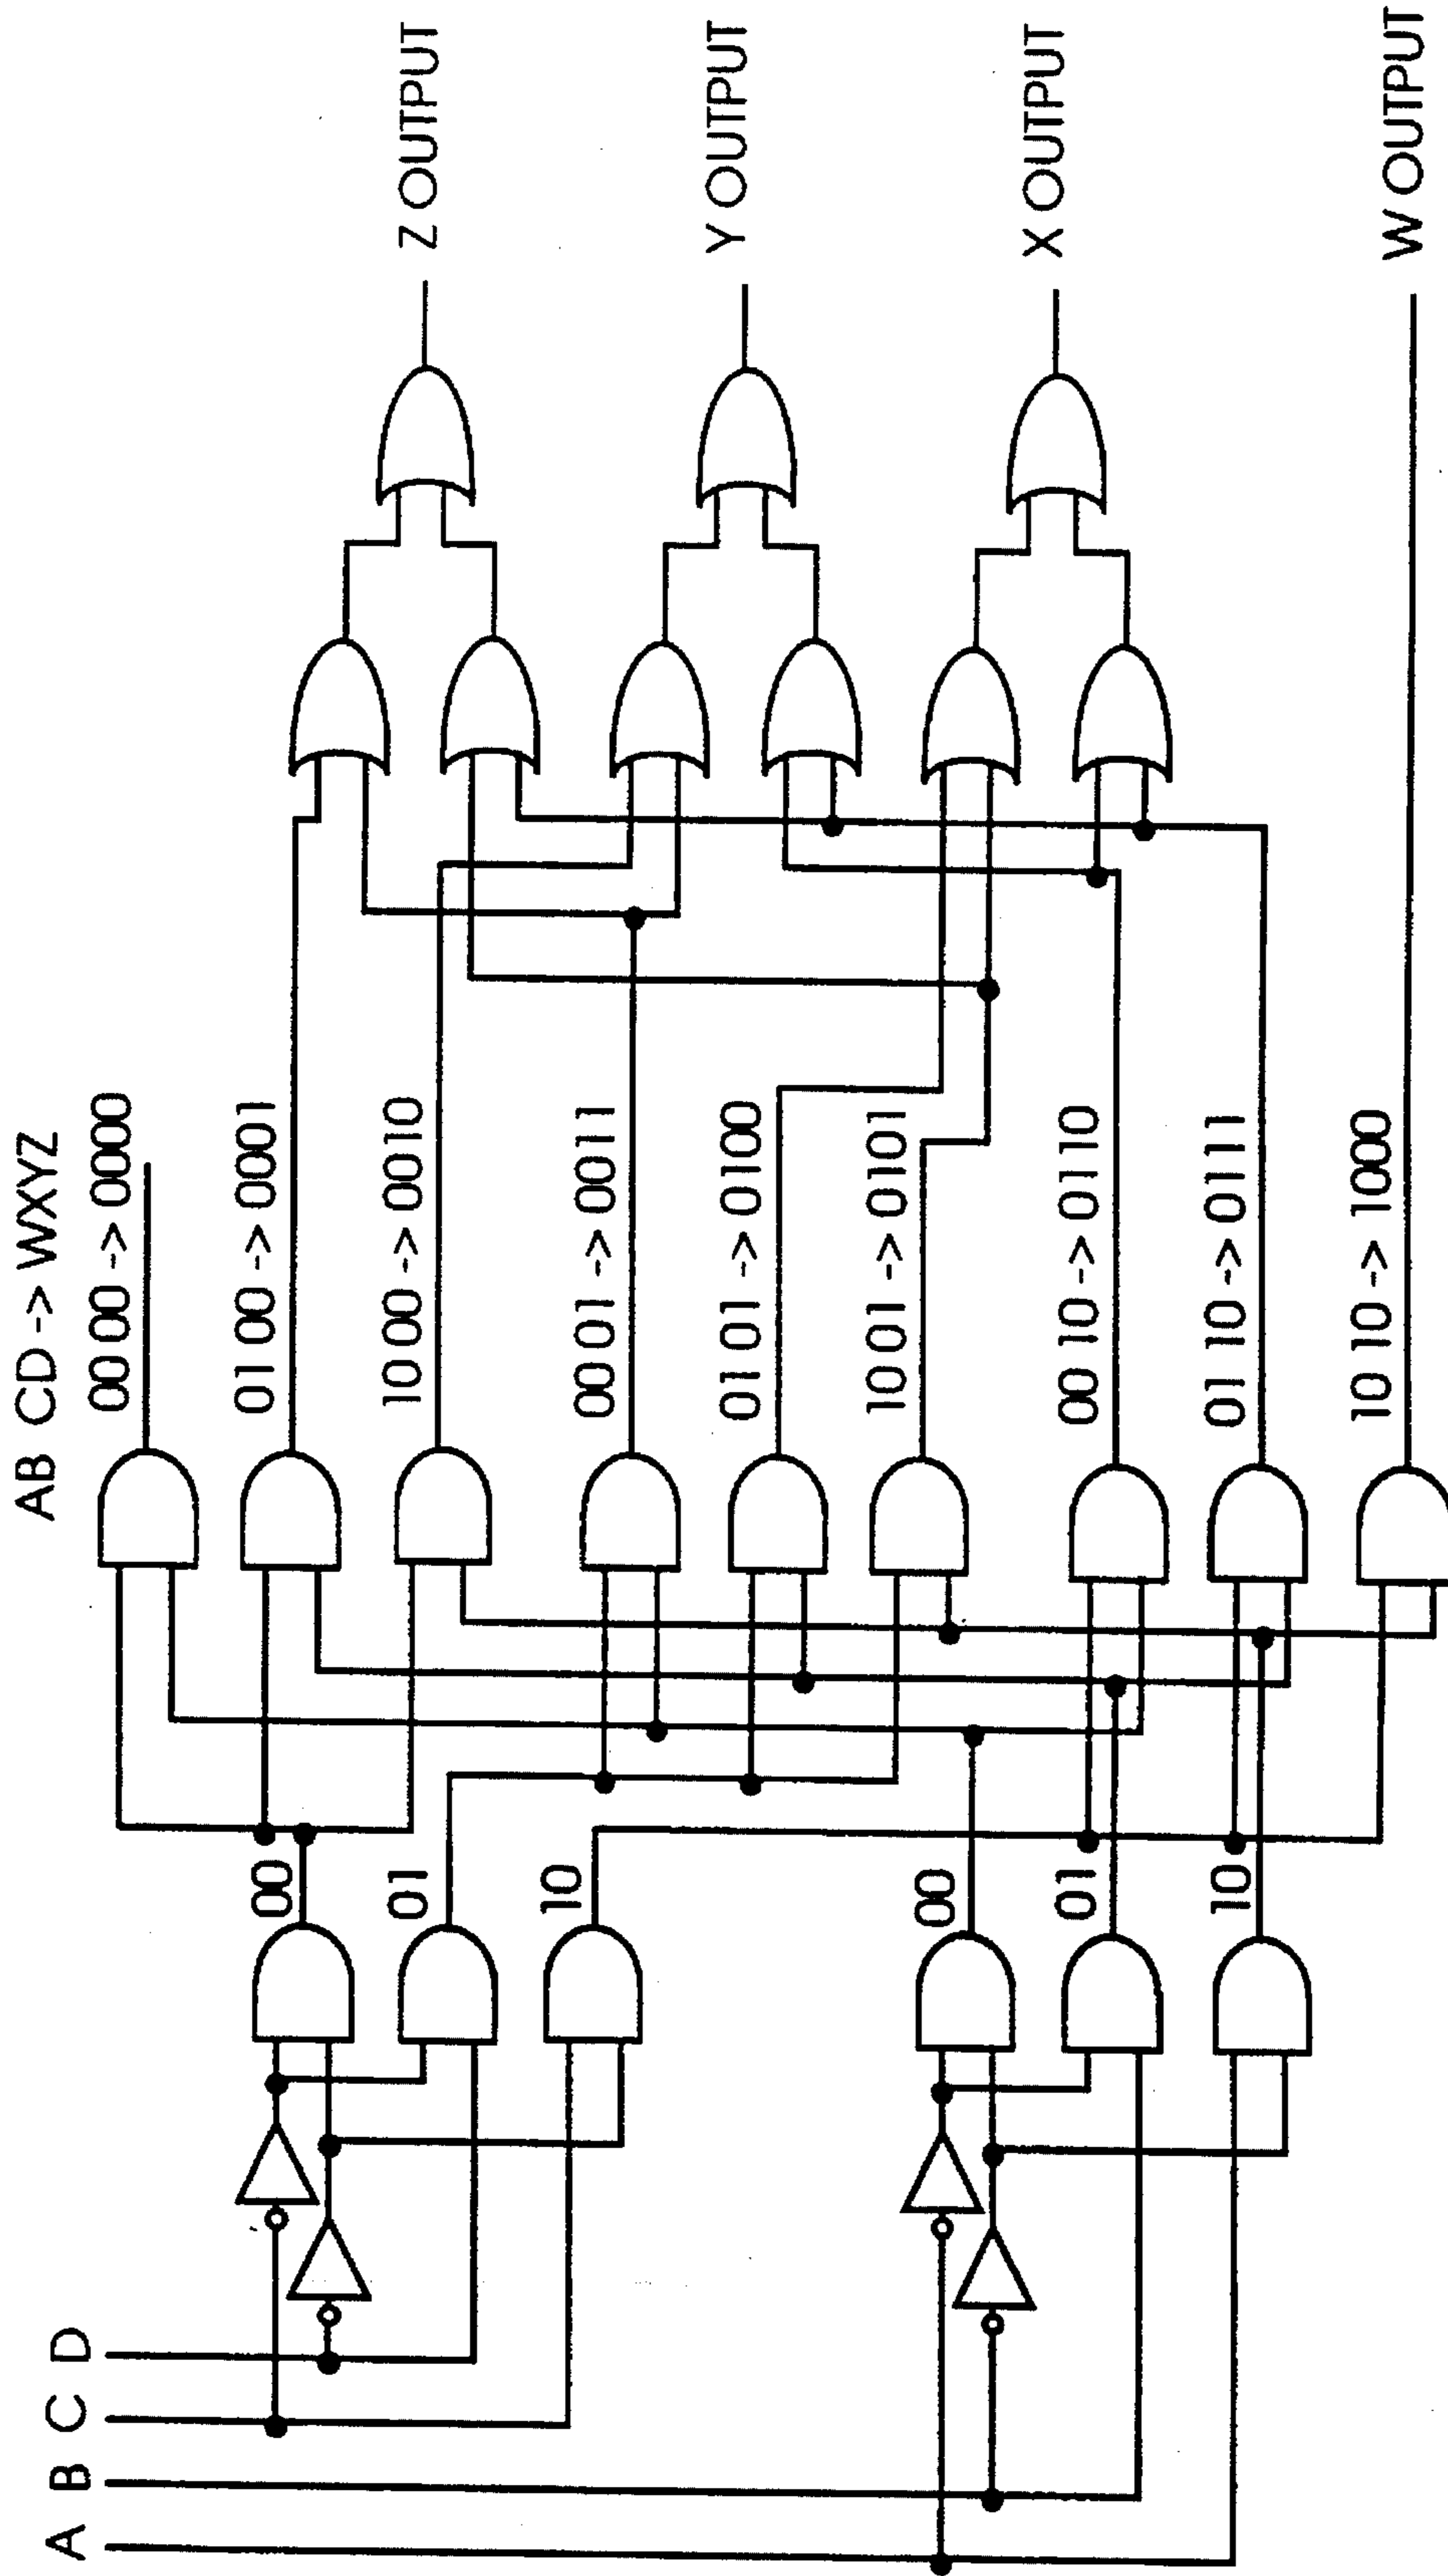 A B C D
00
01
10
00
01
10
AB CD -> WXYZ
00 00 -> 0000
01 00 -> 0001
10 00 -> 0010
00 01 -> 0011
01 01 -> 0100
10 01 -> 0101
00 10 -> 0110
01 10 -> 0111
10 10 -> 1000
Z OUTPUT
Y OUTPUT
X OUTPUT
W OUTPUT